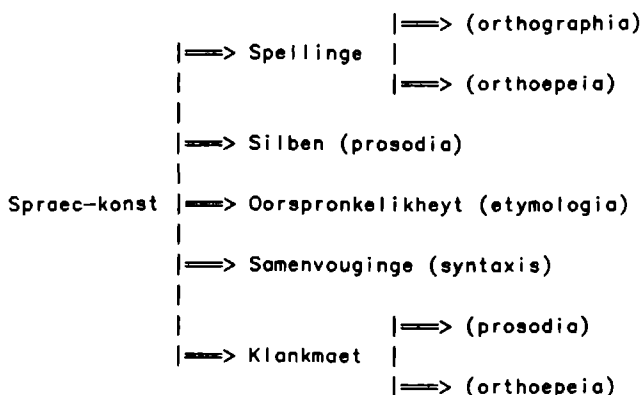 (orthographia)
Speilinge
(orthoepeia)
Silben (prosodia)
Spraec-konst Oorspronkelikheyt (etymologia)
Samenvouginge (syntaxis)
(prosodia)
Klankmaet
(orthoepeia)